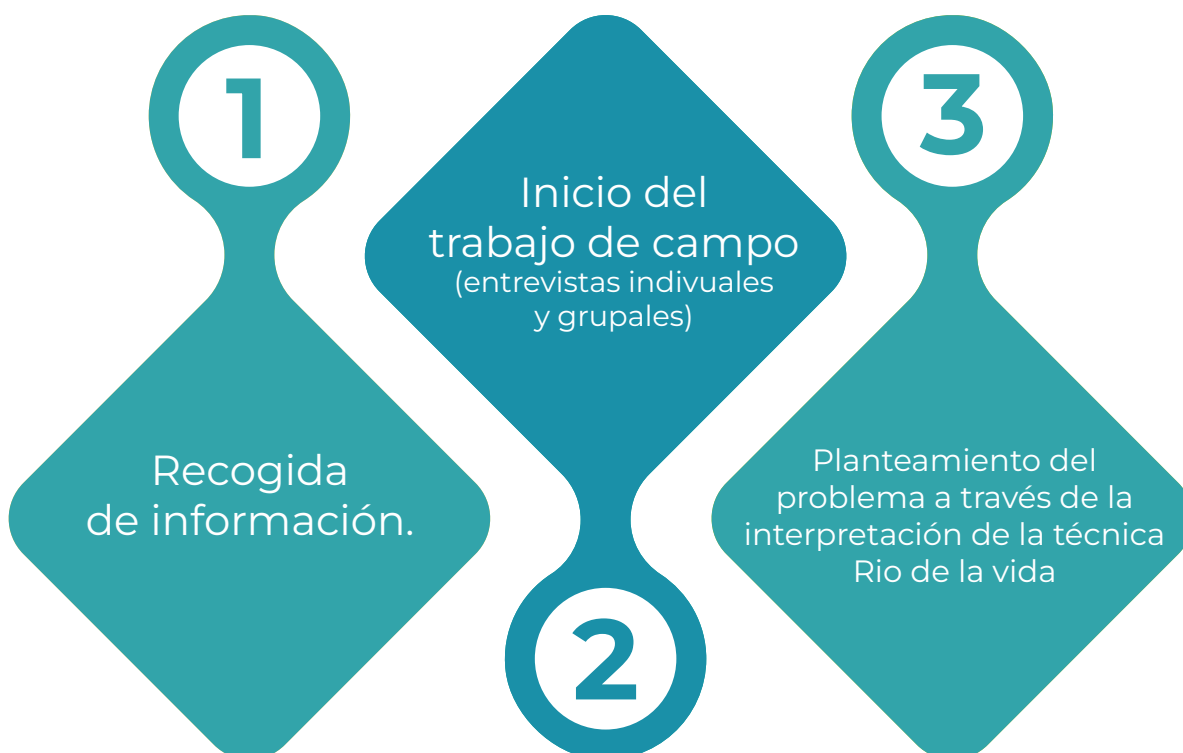 1
Recogida
de información.
Inicio del
trabajo de campo
(entrevistas indivuales
y grupales)
2
3
Planteamiento del
problema a través de la
interpretación de la técnica
Rio de la vida